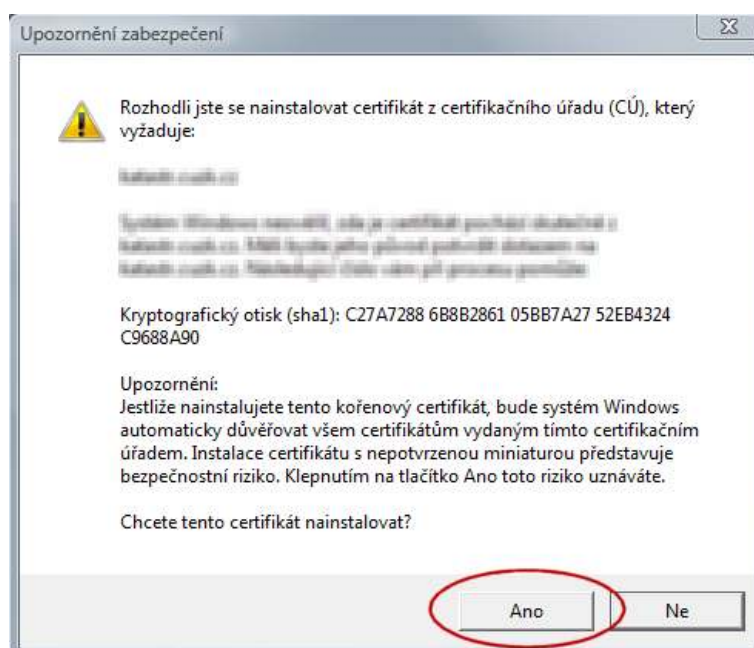 Upozornění zabezpečení
Rozhodli jste se nainstalovat certifikát z certifikačního úřadu (CÚ), který
vyžaduje:
Kryptografický otisk (sha1): C27A7288 6B8B2861 05BB7A27 52EB4324
C9688A90
Upozornění:
Jestliže nainstalujete tento kořenový certifikát, bude systém Windows
automaticky důvěřovat všem certifikátům vydaným tímto certifikačním
úřadem. Instalace certifikátu s nepotvrzenou miniaturou představuje
bezpečnostní riziko. Klepnutím na tlačítko Ano toto riziko uznáváte.
Chcete tento certifikát nainstalovat?
Ano Ne